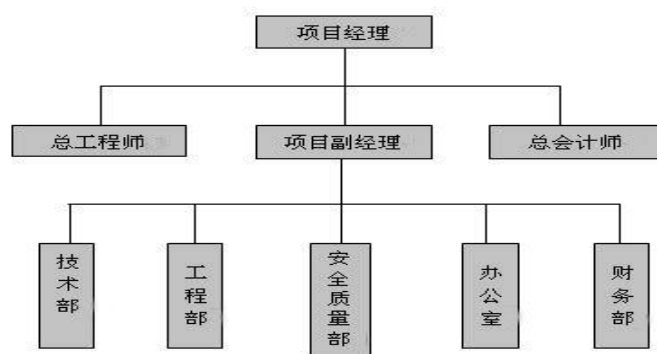 项目经理
总工程师
项目副经理
总会计师
技术部
工程部
安全质量部
办公室
财务部